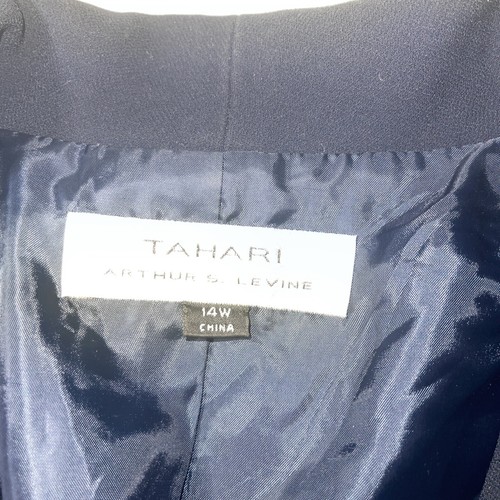 TAHARI
ARTHUR S. LEVINE
14W
CHINA